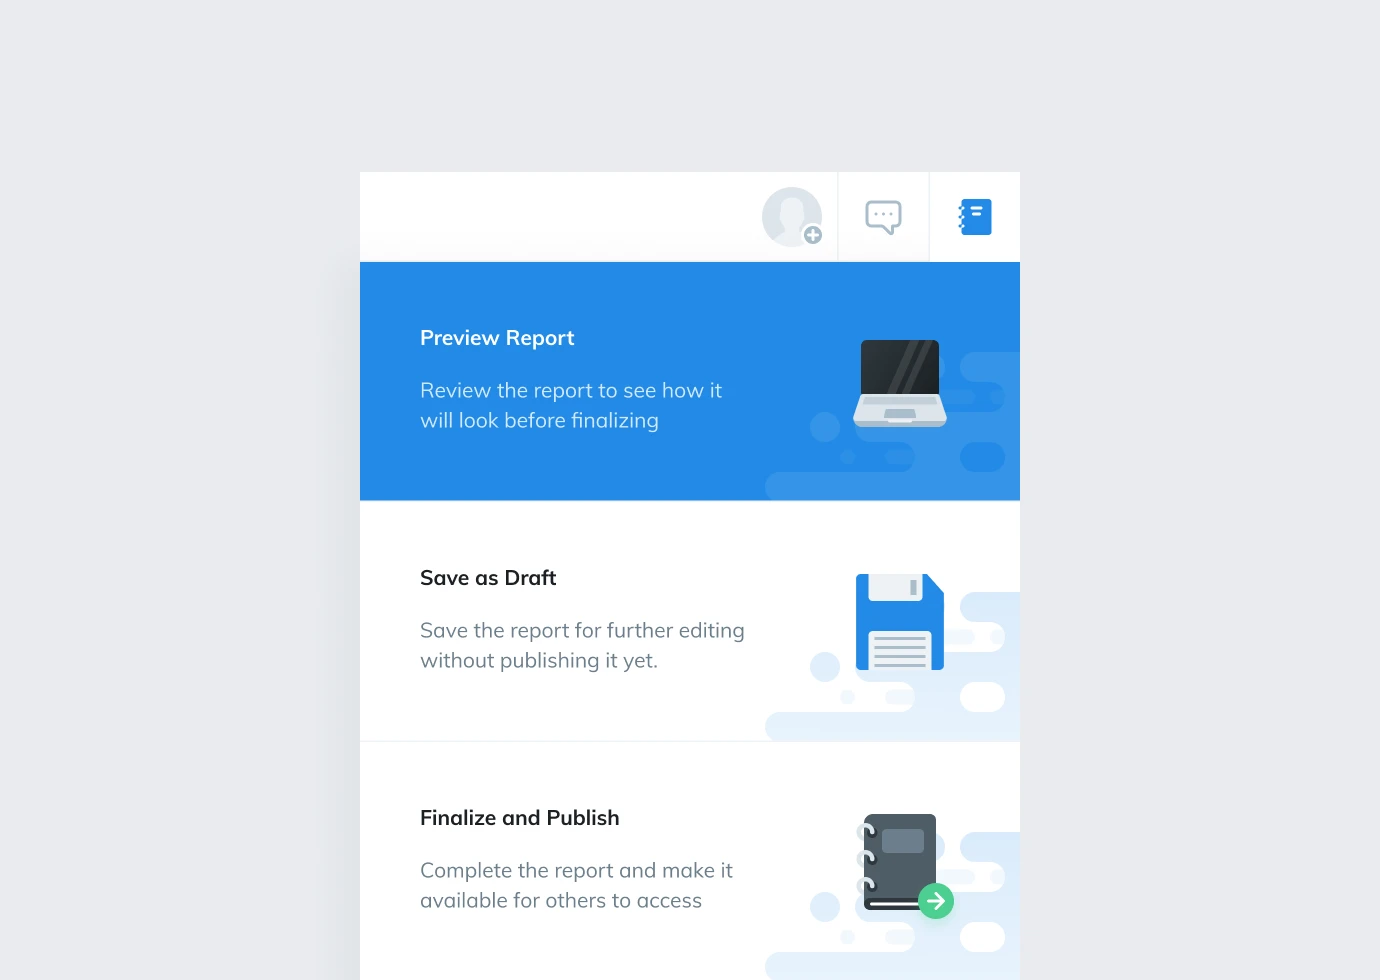 Preview Report
Review the report to see how it
will look before finalizing
Save as Draft
Save the report for further editing
without publishing it yet.
Finalize and Publish
Complete the report and make it
available for others to access